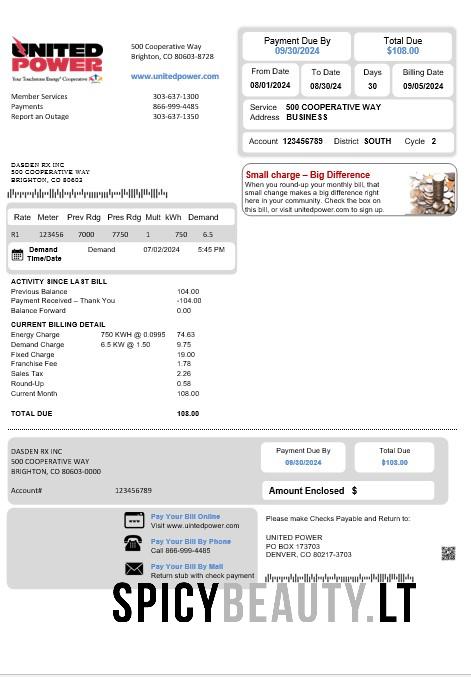 UNITED
POWER
Your Touchstone Energy® Cooperative
500 Cooperative Way
Brighton, CO 80603-8728
www.unitedpower.com
Member Services 303-637-1300
Payments 866-999-4485
Report an Outage 303-637-1350
Payment Due By Total Due
09/30/2024 $108.00
From Date To Date Days Billing Date
08/01/2024 08/30/24 30 09/05/2024
Service 500 COOPERATIVE WAY
Address BUSINESS
Account 123456789 District SOUTH Cycle 2
DASDEN RX INC
500 COOPERATIVE WAY
BRIGHTON, CO 80603
Small charge – Big Difference
When you round-up your monthly bill, that
small change makes a difference right
here in your community. Check the box on
this bill, or visit unitedpower.com to sign up.
Rate Meter Prev Rdg Pres Rdg Mult kWh Demand
R1 123456 7000 7750 1 750 6.5
Demand Time/Date Demand 07/02/2024 5:45 PM
ACTIVITY SINCE LAST BILL
Previous Balance 104.00
Payment Received – Thank You -104.00
Balance Forward 0.00
CURRENT BILLING DETAIL
Energy Charge 750 KWH @ 0.0995 74.63
Demand Charge 6.5 KW @ 1.50 9.75
Fixed Charge 19.00
Franchise Fee 1.78
Sales Tax 2.26
Round-Up 0.58
Current Month 108.00
TOTAL DUE 108.00
DASDEN RX INC
500 COOPERATIVE WAY
BRIGHTON, CO 80603-0000
Account# 123456789
Payment Due By Total Due
09/30/2024 $108.00
Amount Enclosed $
Pay Your Bill Online
Visit www.uintedpower.com
Pay Your Bill By Phone
Call 866-999-4485
Pay Your Bill By Mail
Return stub with check payment
Please make Checks Payable and Return to:
UNITED POWER
PO BOX 173703
DENVER, CO 80217-3703
SPICYBEAUTY.LT